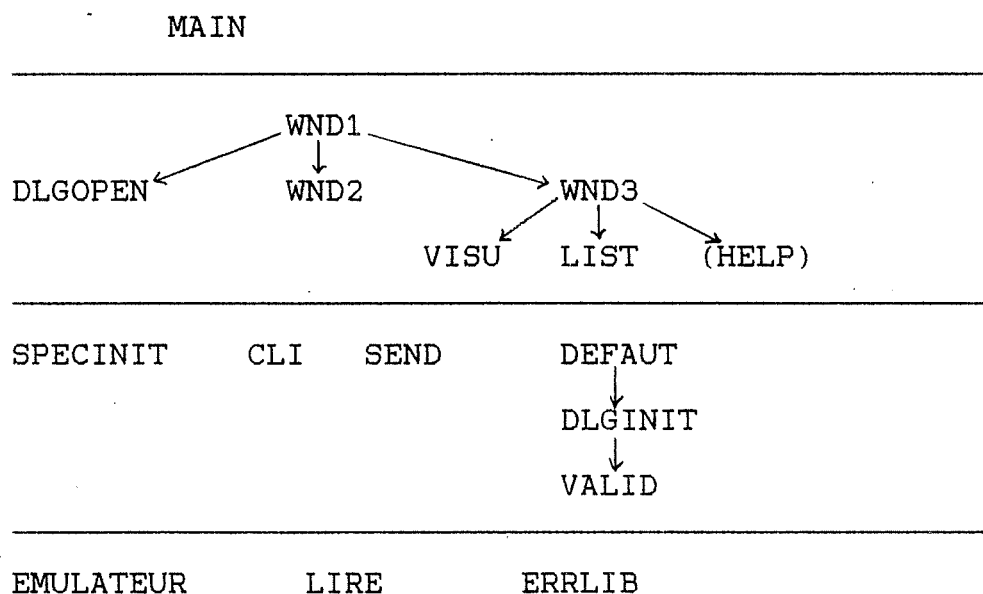 MAIN
WND1
DLGOPEN WND2 WND3
VISU LIST (HELP)
SPECINIT CLI SEND DEFAUT
DLGINIT
VALID
EMULATEUR LIRE ERRLIB